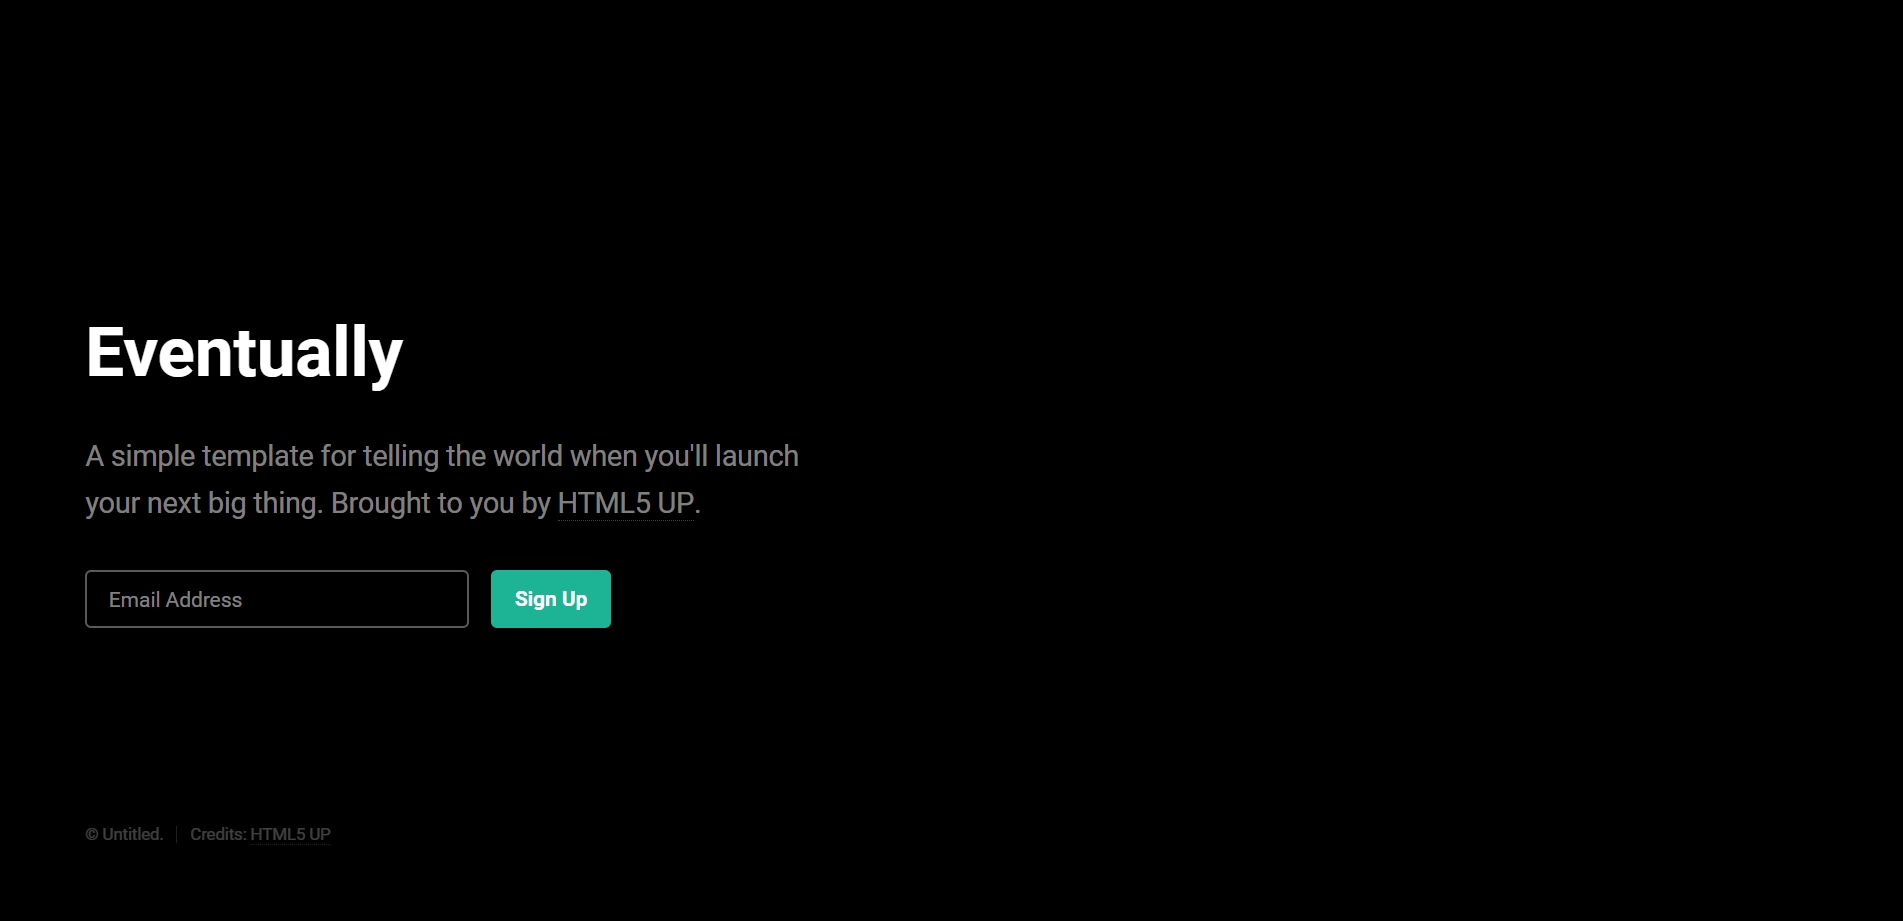 Eventually
A simple template for telling the world when you'll launch
your next big thing. Brought to you by HTML5 UP.
Email Address
Sign Up
© Untitled.
Credits: HTML5 UP